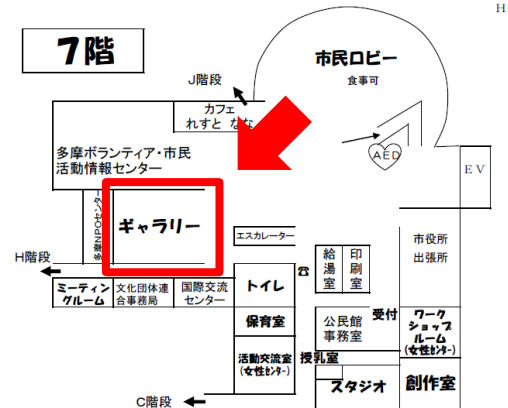 H
7階
市民ロビー
食事可
J階段
カフェ
れすと なな
多摩ボランティア・市民
活動情報センター
AED
EV
多摩NPOセンター
ギャラリー
エスカレーター
市役所
出張所
H階段
給湯室
印刷室
ミーティン
グルーム
文化団体連
合事務局
国際交流
センター
トイレ
保育室
公民館
事務室
受付
ワーク
ショップ
ルーム
(女性センター)
活動交流室
(女性センター)
授乳室
スタジオ
創作室
C階段